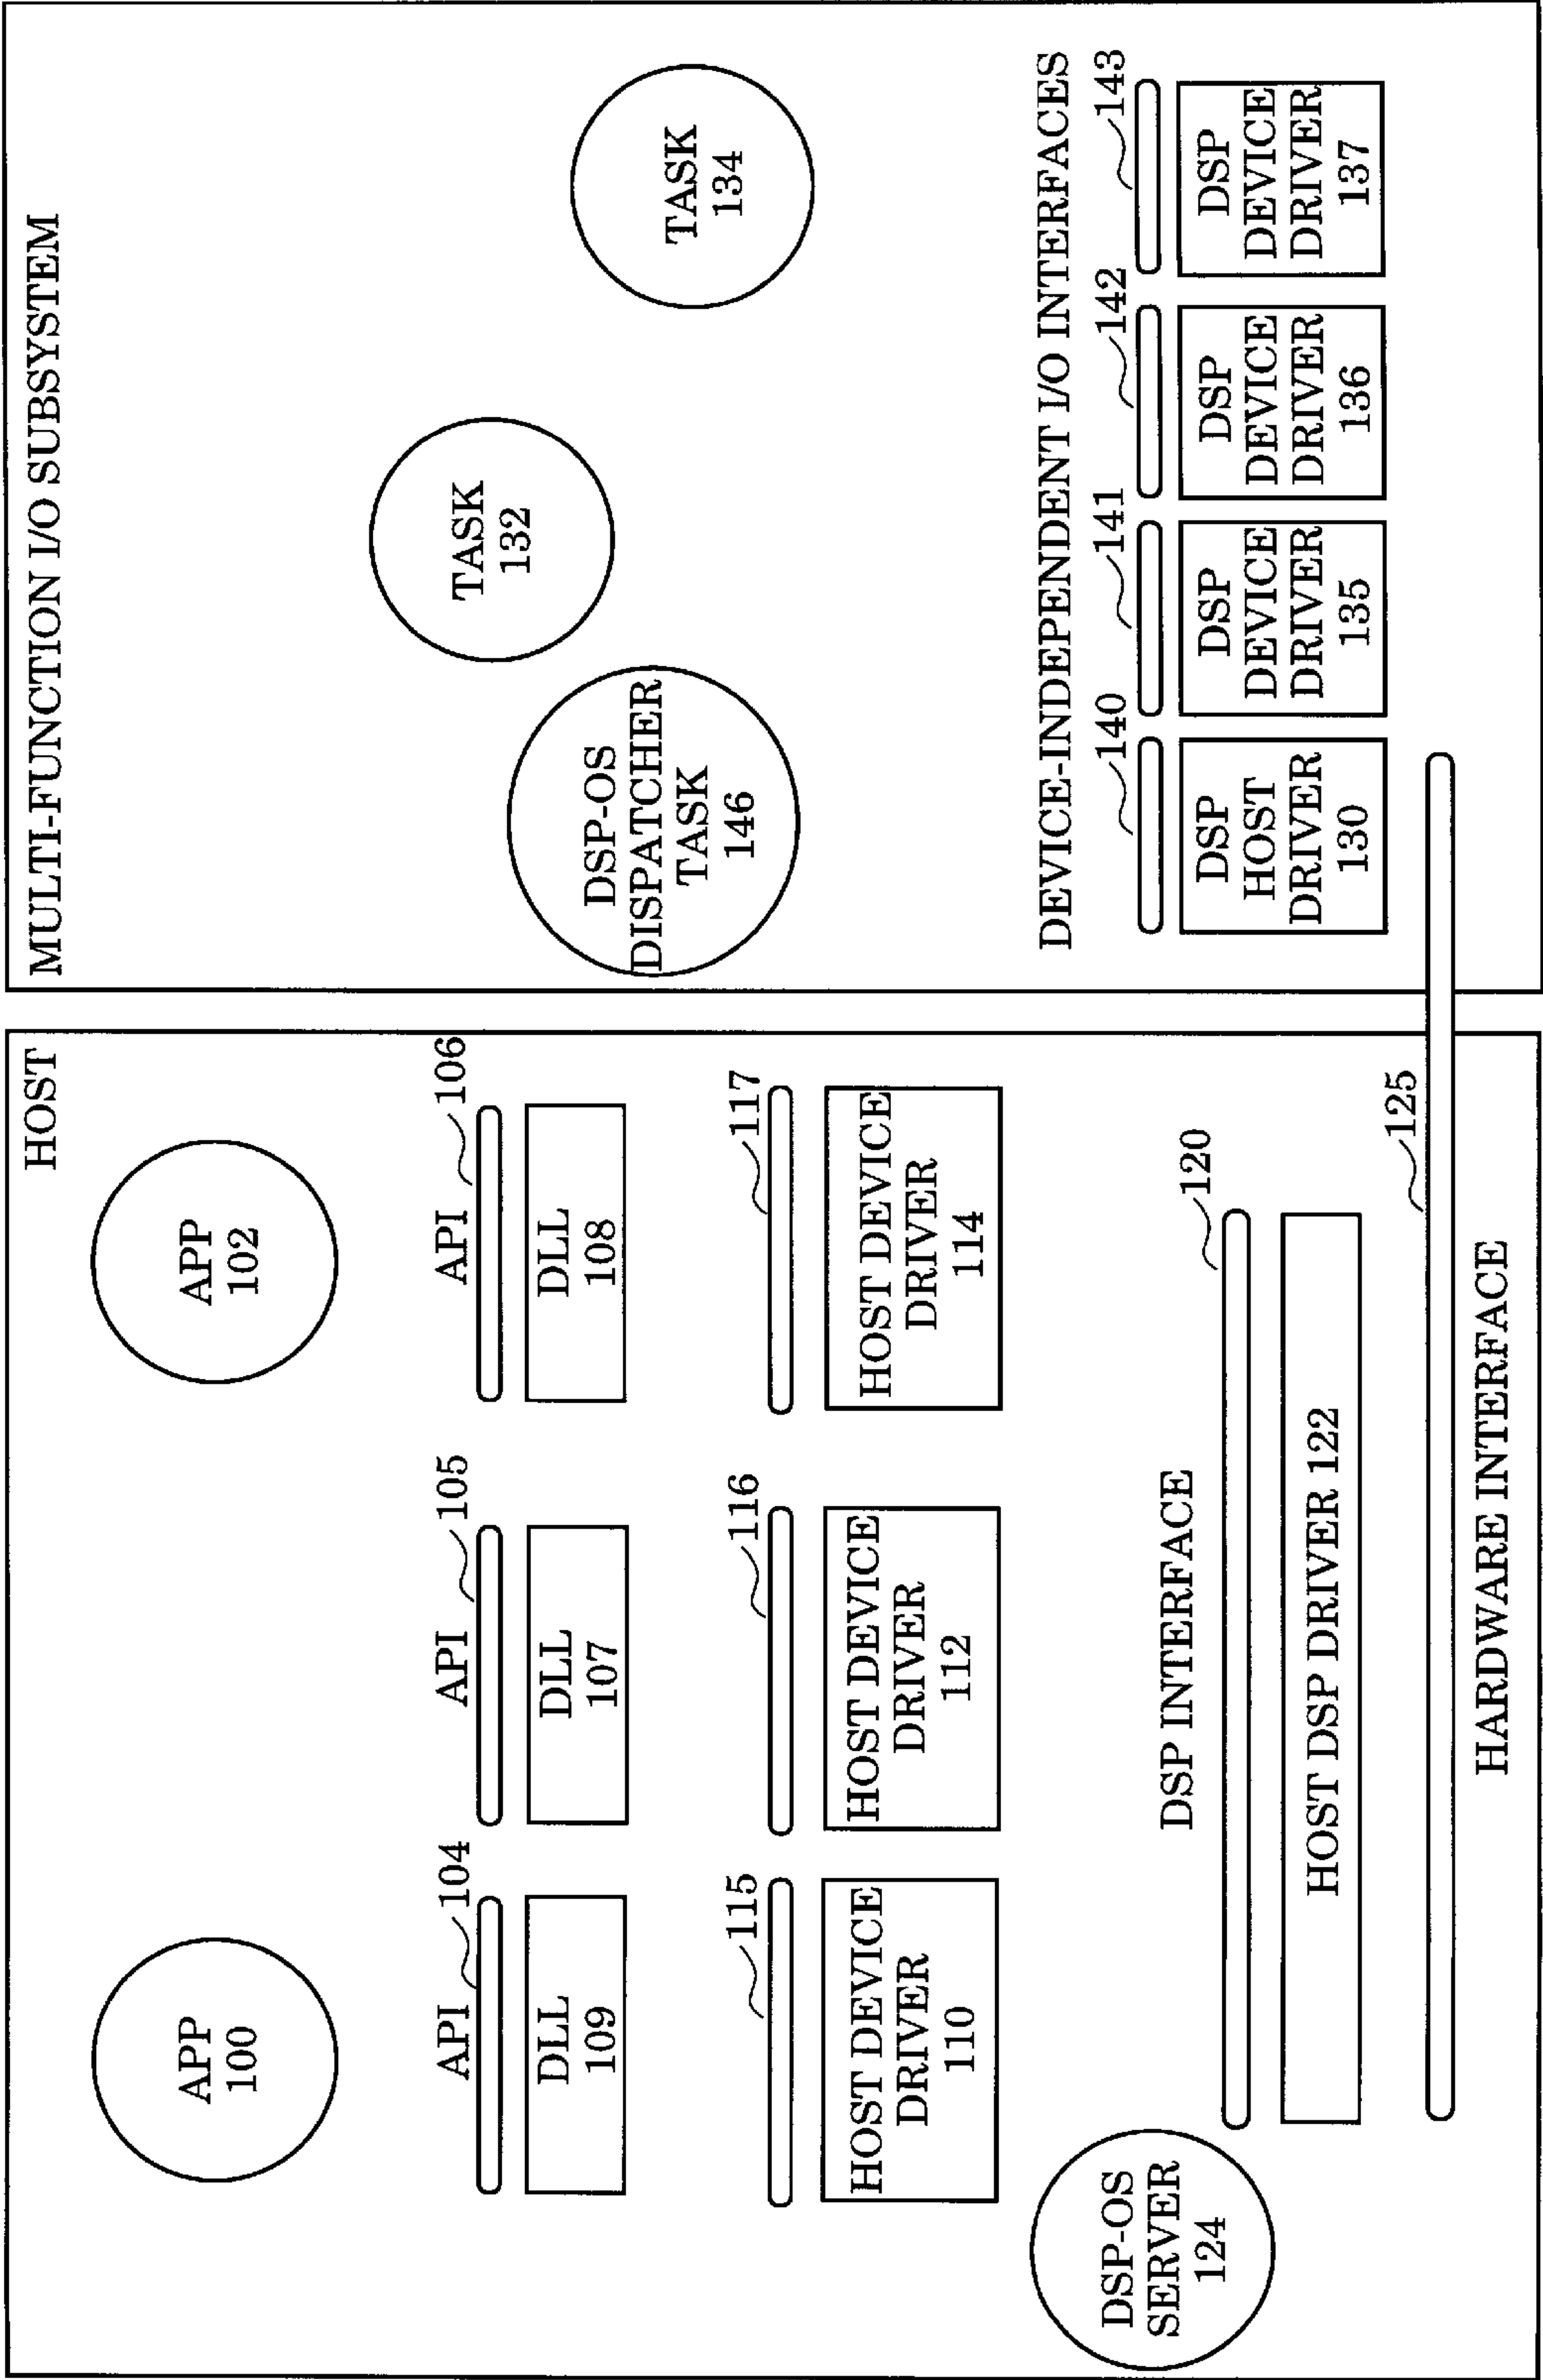 HOST
APP
100
APP
102
API
104
API
105
API
106
DLL
109
DLL
107
DLL
108
115
116
117
HOST DEVICE
DRIVER
110
HOST DEVICE
DRIVER
112
HOST DEVICE
DRIVER
114
DSP-OS
SERVER
124
DSP INTERFACE
120
HOST DSP DRIVER 122
125
HARDWARE INTERFACE
MULTI-FUNCTION I/O SUBSYSTEM
TASK
132
TASK
134
DSP-OS
DISPATCHER
TASK
146
DEVICE-INDEPENDENT I/O INTERFACES
140
141
142
143
DSP
HOST
DRIVER
130
DSP
DEVICE
DRIVER
135
DSP
DEVICE
DRIVER
136
DSP
DEVICE
DRIVER
137